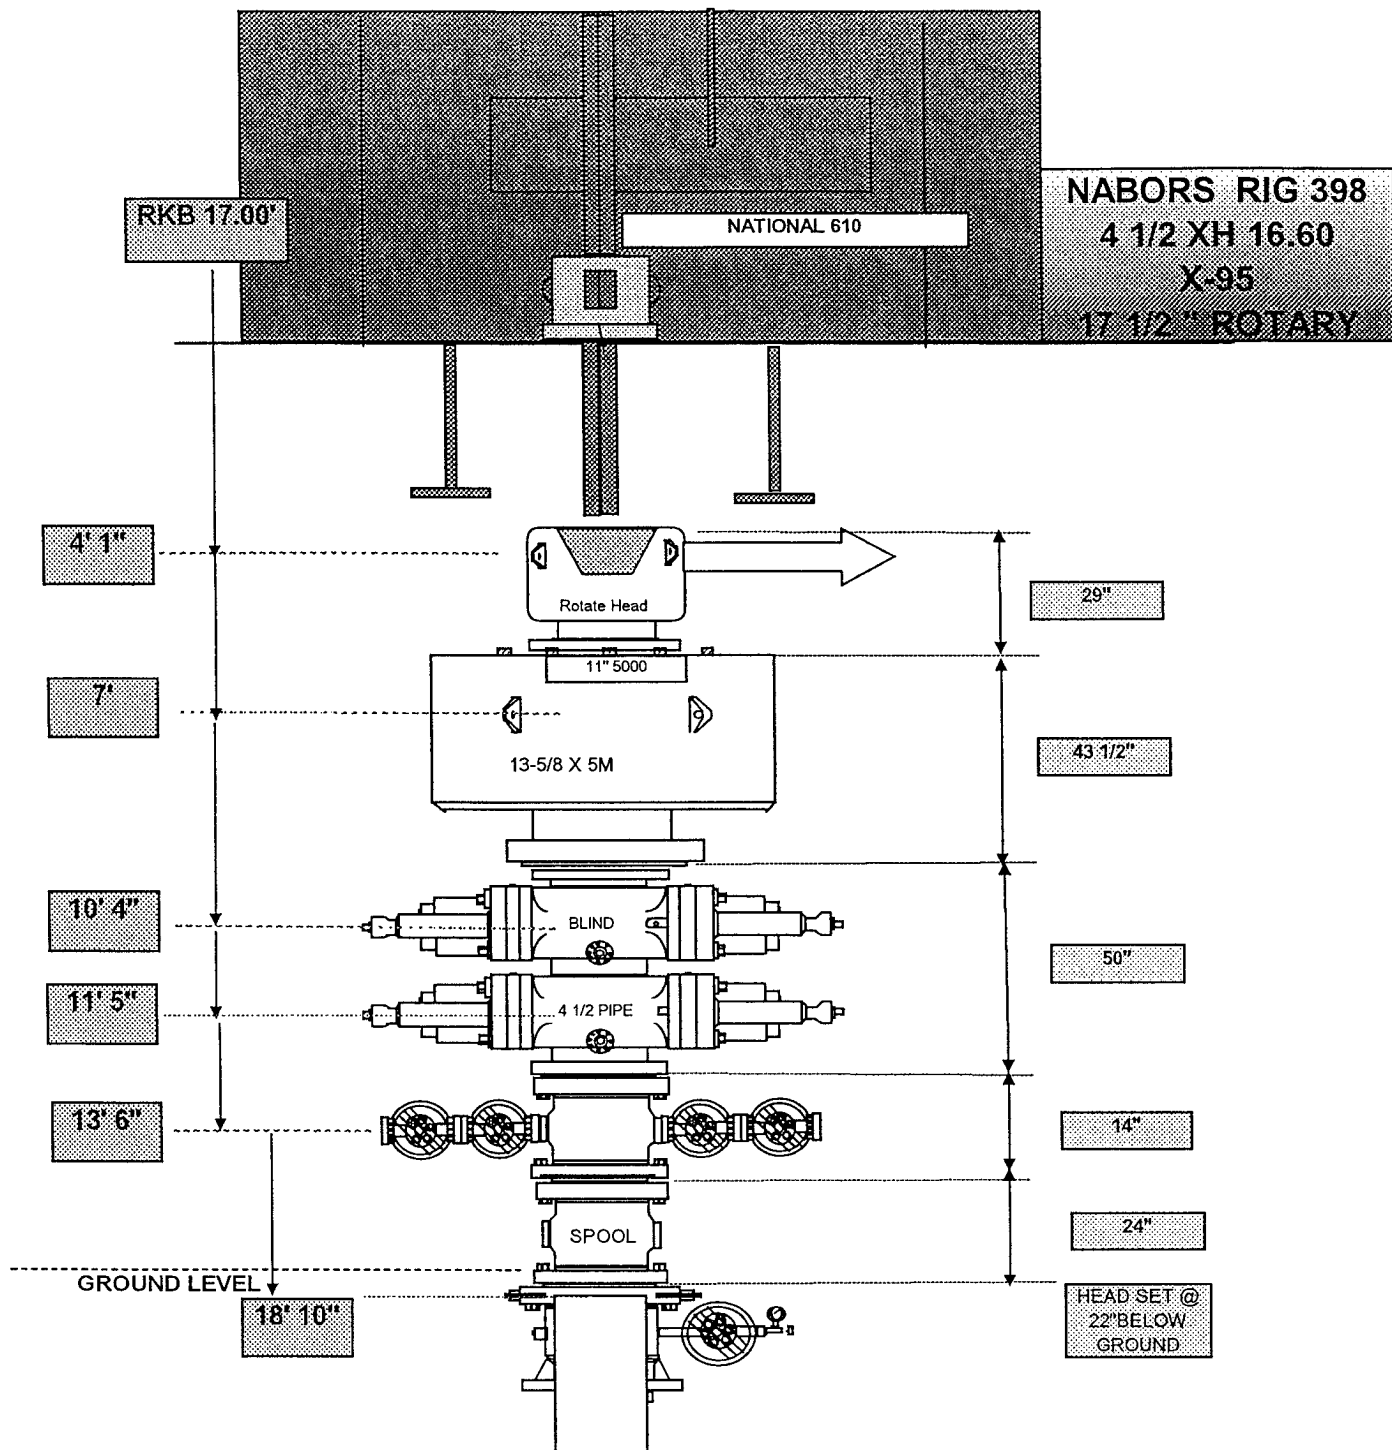 NABORS RIG 398
4 1/2 XH 16.60
X-95
17 1/2 " ROTARY
RKB 17.00'
NATIONAL 610
4' 1"
29"
Rotate Head
11" 5000
7'
43 1/2"
13-5/8 X 5M
10' 4"
BLIND
50"
11' 5"
4 1/2 PIPE
13' 6"
14"
24"
SPOOL
GROUND LEVEL
18' 10"
HEAD SET @
22"BELOW
GROUND